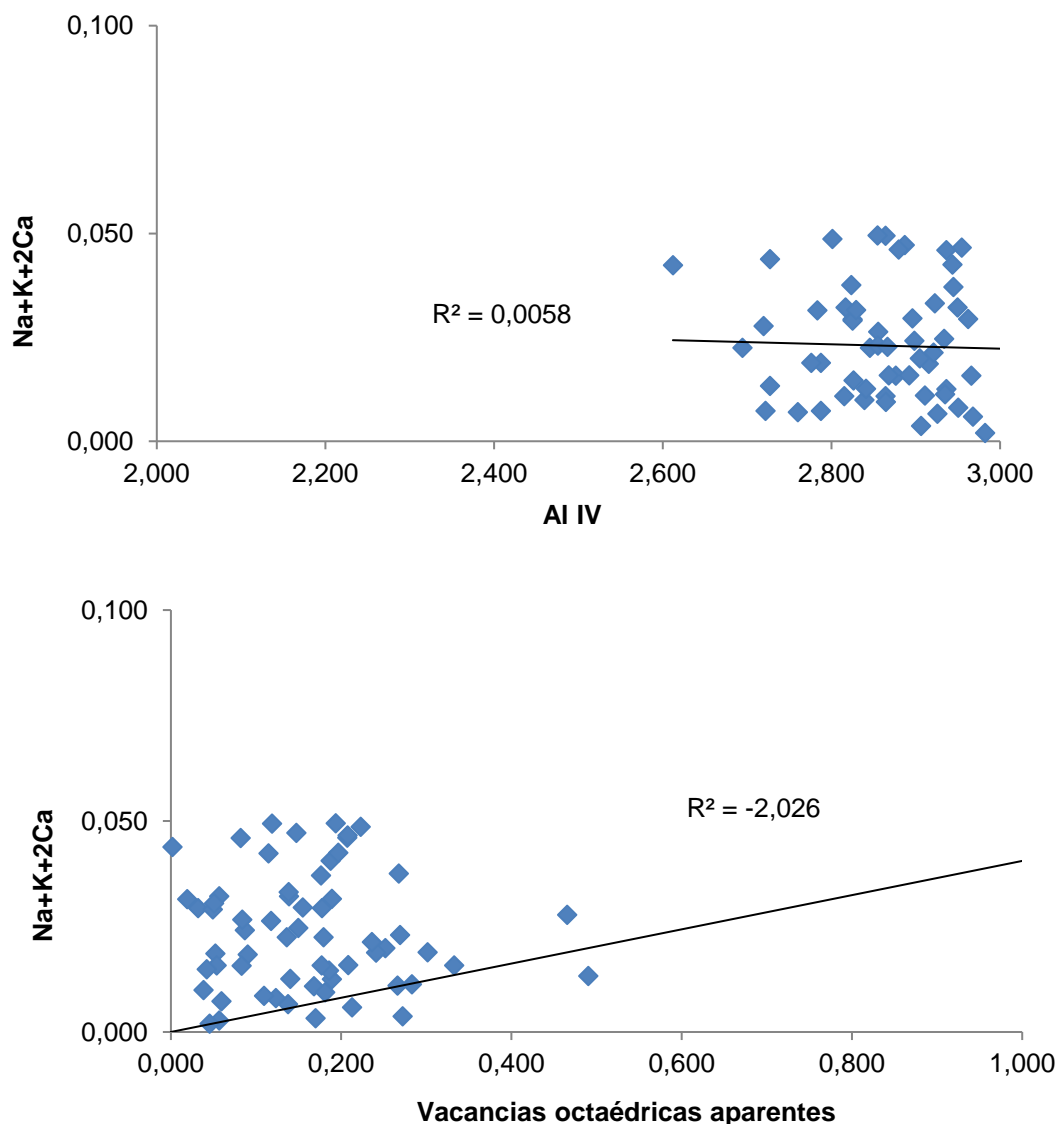 0,100
0,050
0,000
Na+K+2Ca
R² = 0,0058
2,000 2,200 2,400 2,600 2,800 3,000
Al IV
0,100
0,050
0,000
Na+K+2Ca
R² = -2,026
0,000 0,200 0,400 0,600 0,800 1,000
Vacancias octaédricas aparentes